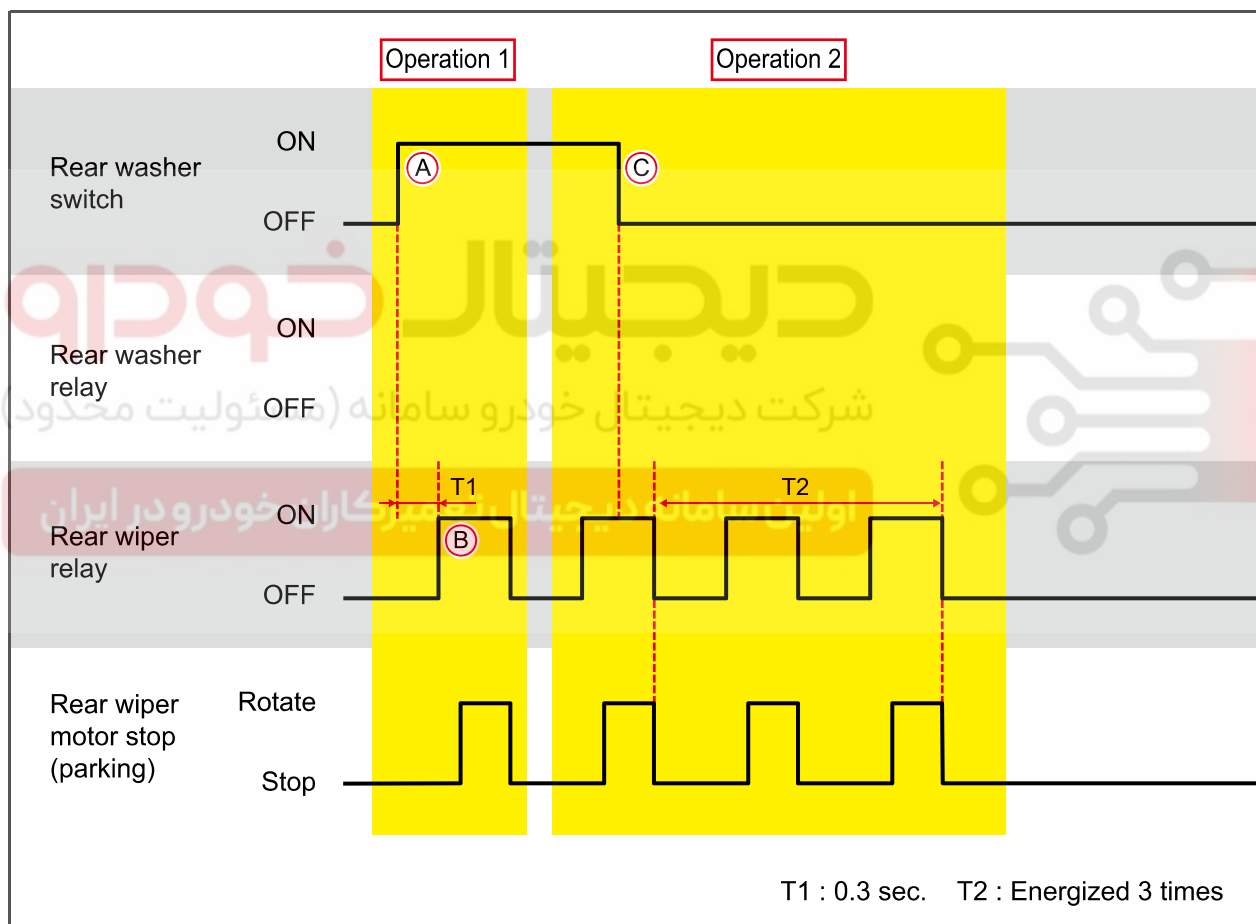 Operation 1
Operation 2
Rear washer
switch
ON
OFF
A
C
دیجیتال خودرو
Rear washer
relay
ON
OFF
شرکت دیجیتال خودرو سامانه (مسئولیت محدود)
T1
T2
اولین سامانه دیجیتال تعمیرکاران خودرو در ایران
Rear wiper
relay
ON
OFF
B
Rear wiper
motor stop
(parking)
Rotate
Stop
T1 : 0.3 sec. T2 : Energized 3 times